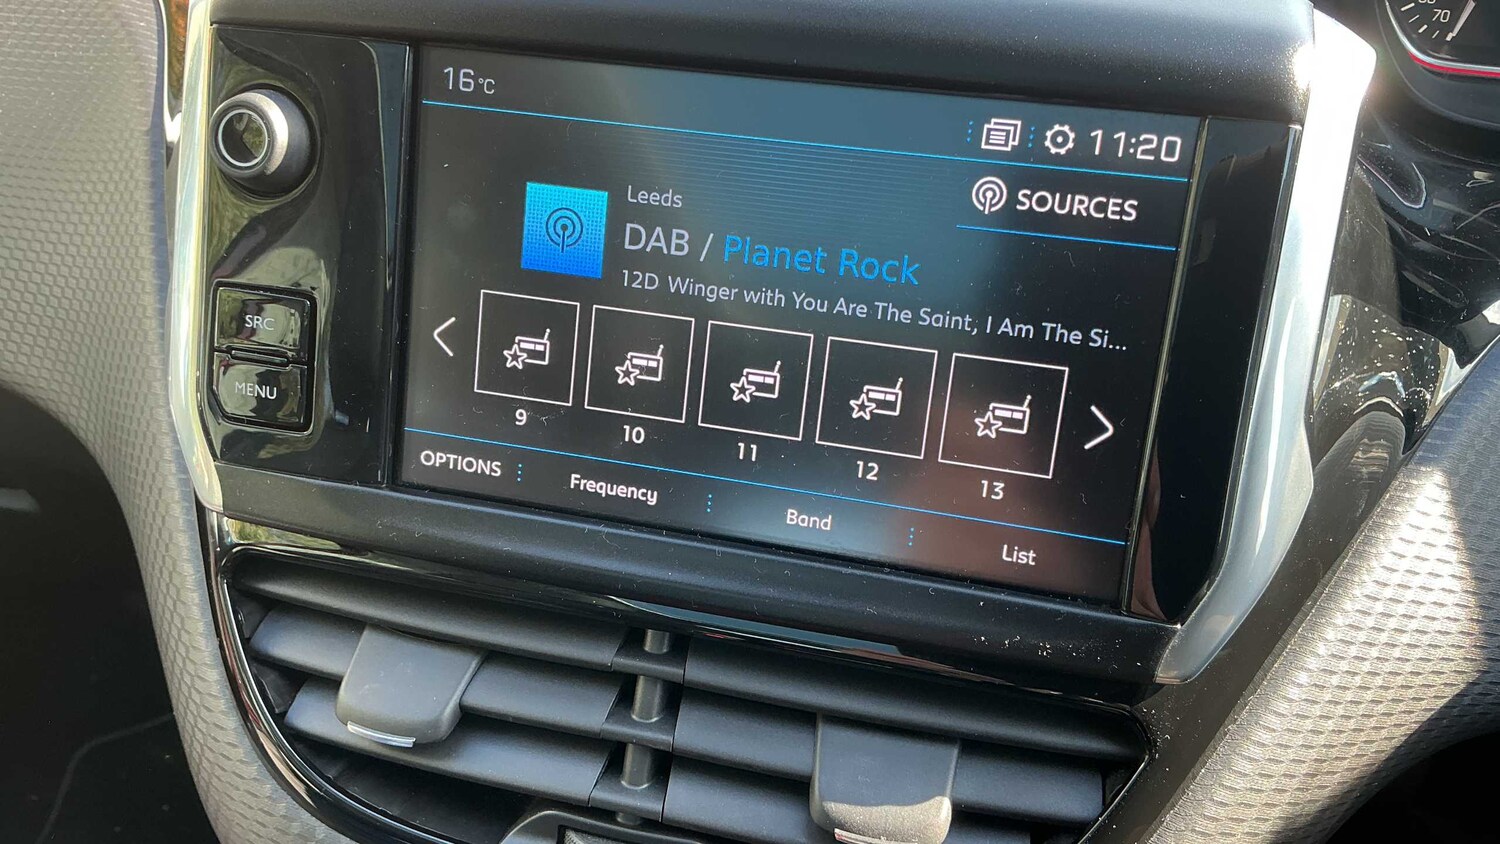 16°C
11:20
SOURCES
Leeds
DAB / Planet Rock
12D Winger with You Are The Saint, I Am The Si...
9 10 11 12 13
OPTIONS Frequency Band List
SRC
MENU
70